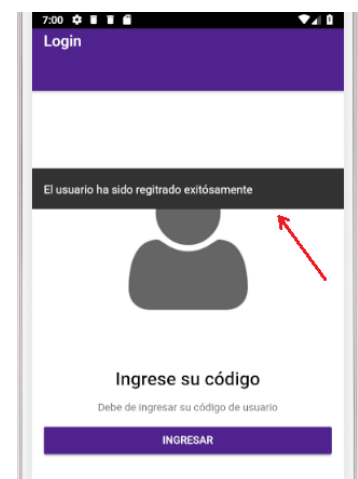 7:00
Login
El usuario ha sido regitrado exitósamente
Ingrese su código
Debe de ingresar su código de usuario
INGRESAR